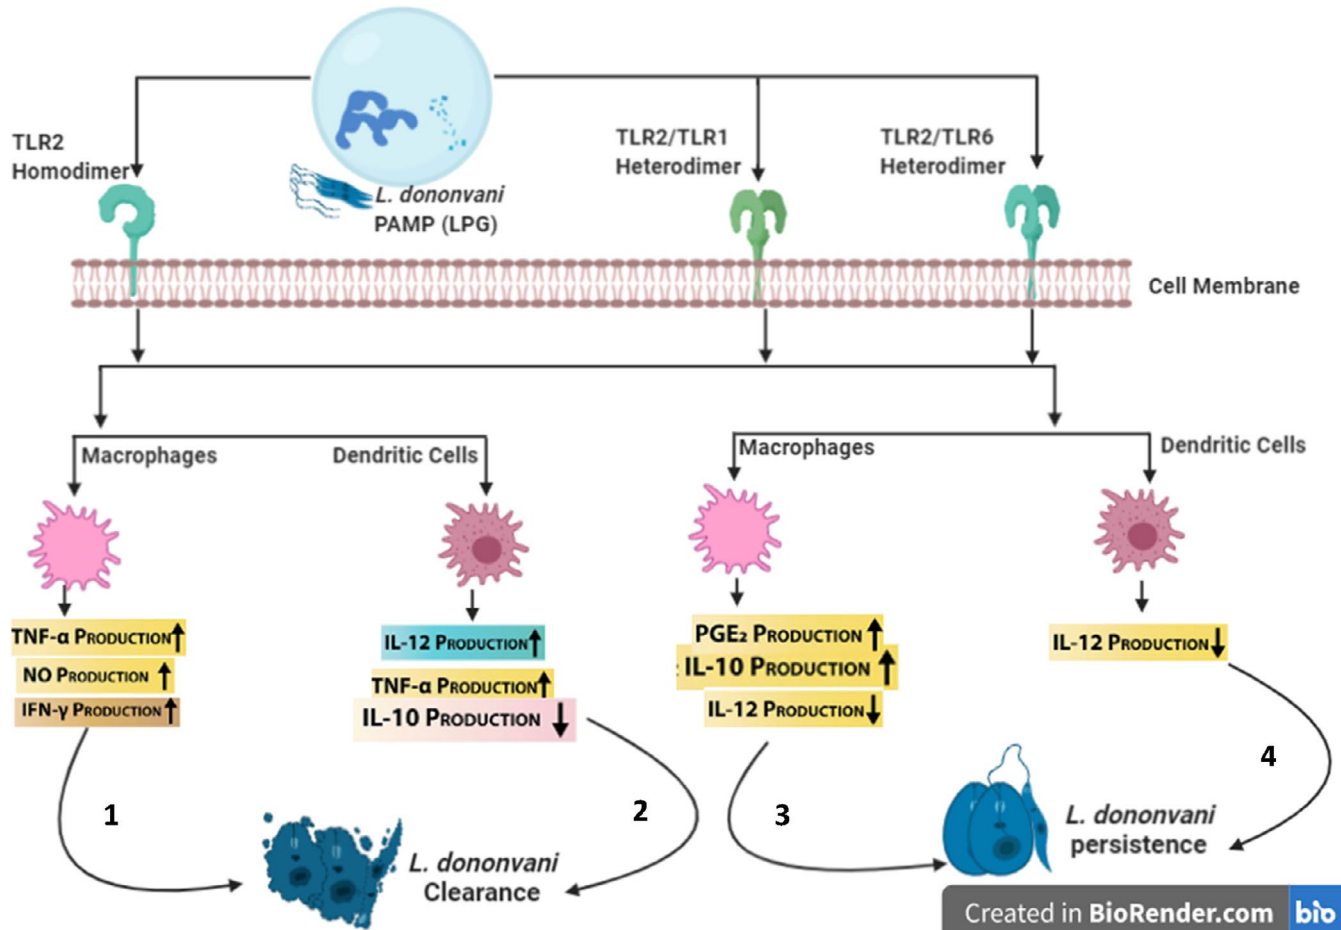 TLR2
Homodimer
L. dononvani
PAMP (LPG)
TLR2/TLR1
Heterodimer
TLR2/TLR6
Heterodimer
Cell Membrane
Macrophages
Dendritic Cells
Macrophages
Dendritic Cells
TNF-α PRODUCTION
NO PRODUCTION
IFN-γ PRODUCTION
IL-12 PRODUCTION
TNF-α PRODUCTION
IL-10 PRODUCTION
PGE₂ PRODUCTION
IL-10 PRODUCTION
IL-12 PRODUCTION
IL-12 PRODUCTION
1
2
3
4
L. dononvani
Clearance
L. dononvani
persistence
Created in BioRender.com bio